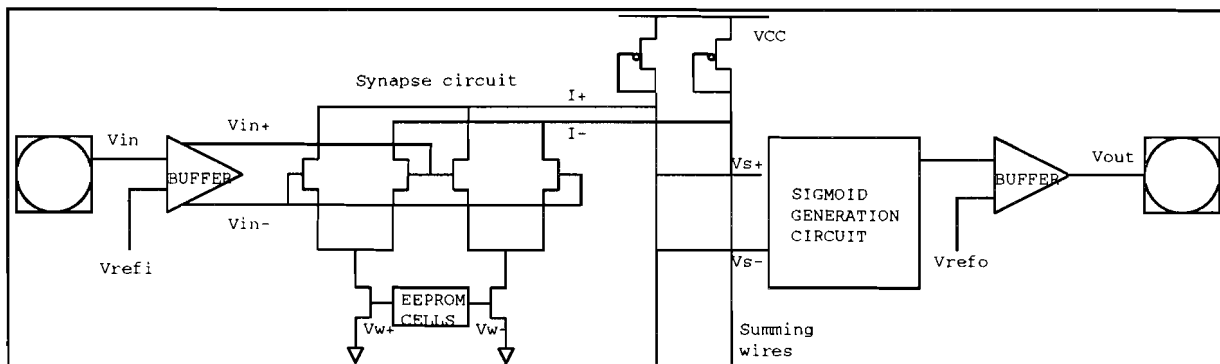 VCC
Synapse circuit
I+
I-
Vin
Vin+
BUFFER
Vin-
Vrefi
EEPROM
CELLS
Vw+
Vw-
Vs+
Vs-
SIGMOID
GENERATION
CIRCUIT
BUFFER
Vout
Vrefo
Summing
wires